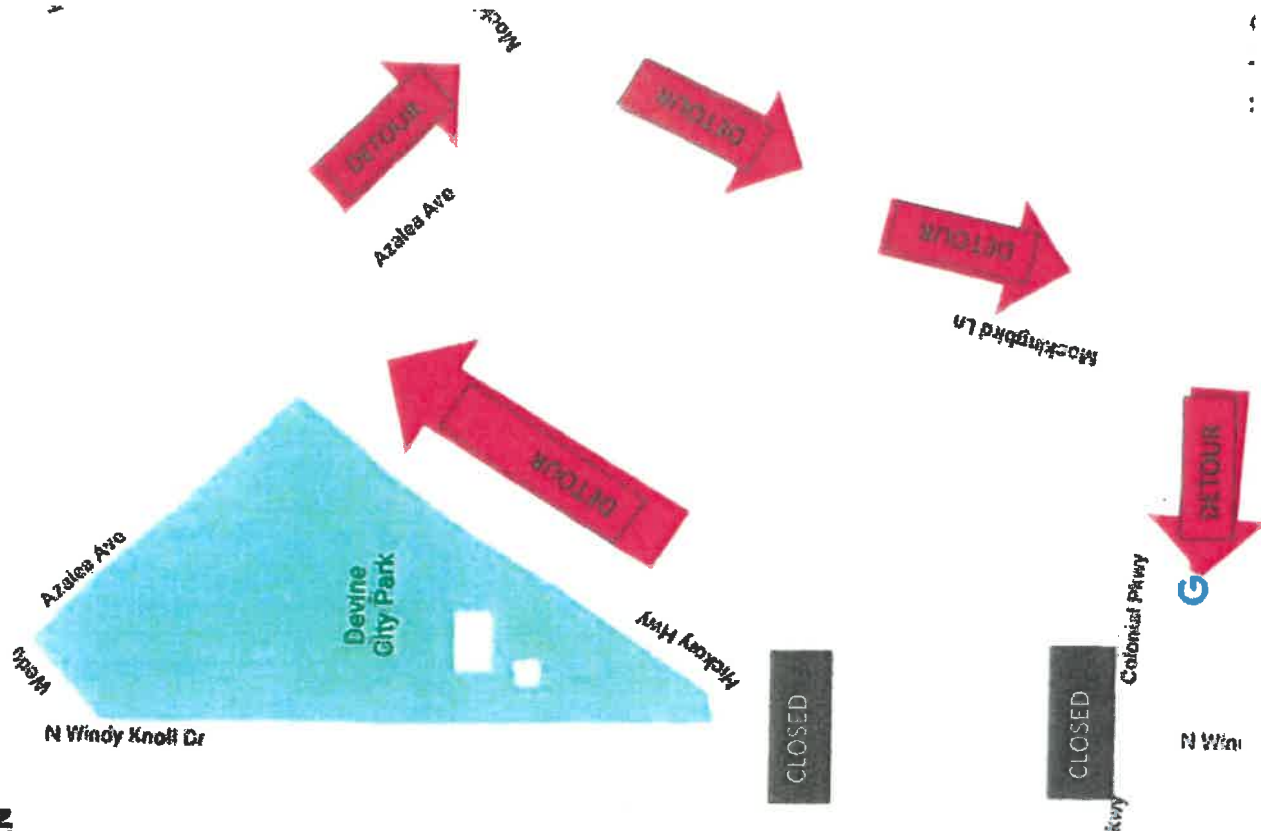 DETOUR
DETOUR
Azalea Ave
DETOUR
Mockingbird Ln
DETOUR
DETOUR
Azalea Ave
Devine
City Park
Hickory Hwy
Colonial Pkwy
G
N Windy Knoll Dr
CLOSED
CLOSED